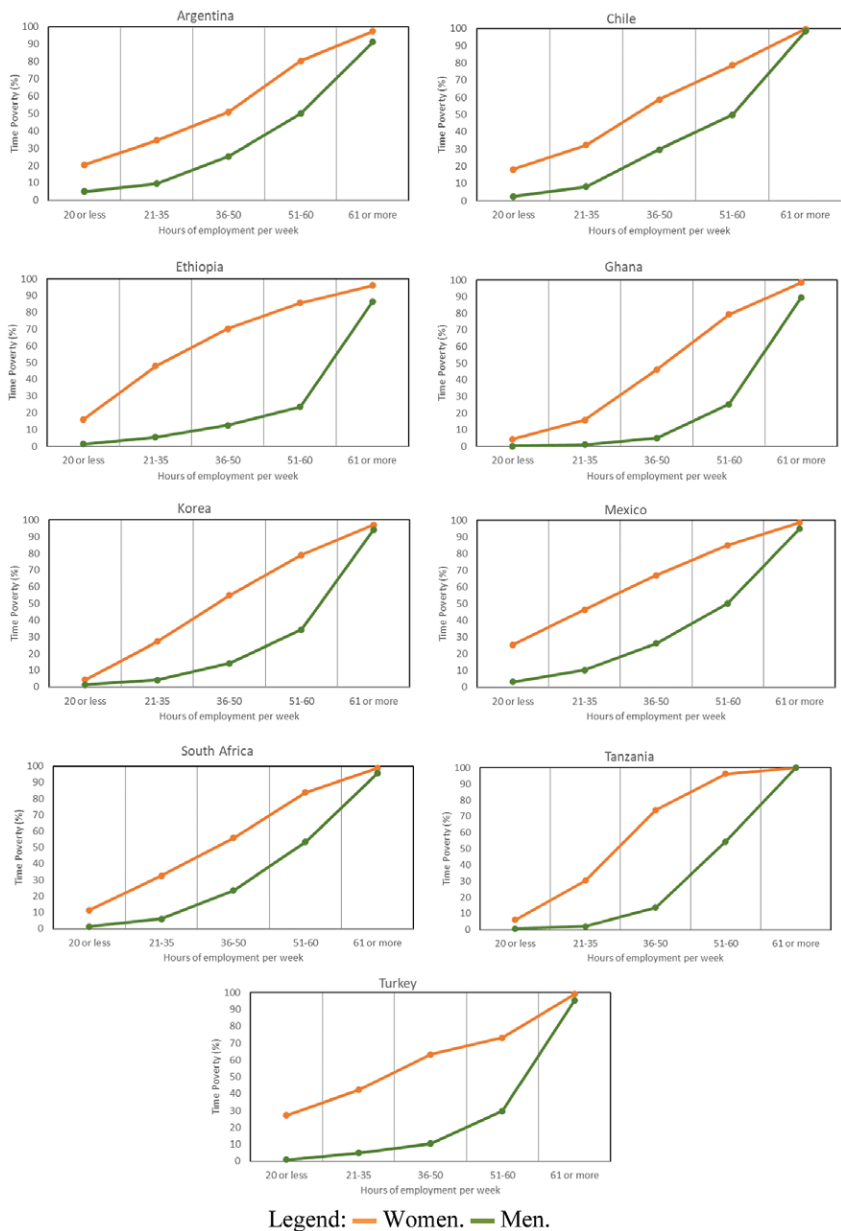 Argentina
Time Poverty (%)
100
90
80
70
60
50
40
30
20
10
0
20 or less 21-35 36-50 51-60 61 or more
Hours of employment per week
Chile
Time Poverty (%)
100
90
80
70
60
50
40
30
20
10
0
20 or less 21-35 36-50 51-60 61 or more
Hours of employment per week
Ethiopia
Time Poverty (%)
100
90
80
70
60
50
40
30
20
10
0
20 or less 21-35 36-50 51-60 61 or more
Hours of employment per week
Ghana
Time Poverty (%)
100
90
80
70
60
50
40
30
20
10
0
20 or less 21-35 36-50 51-60 61 or more
Hours of employment per week
Korea
Time Poverty (%)
100
90
80
70
60
50
40
30
20
10
0
20 or less 21-35 36-50 51-60 61 or more
Hours of employment per week
Mexico
Time Poverty (%)
100
90
80
70
60
50
40
30
20
10
0
20 or less 21-35 36-50 51-60 61 or more
Hours of employment per week
South Africa
Time Poverty (%)
100
90
80
70
60
50
40
30
20
10
0
20 or less 21-35 36-50 51-60 61 or more
Hours of employment per week
Tanzania
Time Poverty (%)
100
90
80
70
60
50
40
30
20
10
0
20 or less 21-35 36-50 51-60 61 or more
Hours of employment per week
Turkey
Time Poverty (%)
100
90
80
70
60
50
40
30
20
10
0
20 or less 21-35 36-50 51-60 61 or more
Hours of employment per week
Legend: Women. Men.